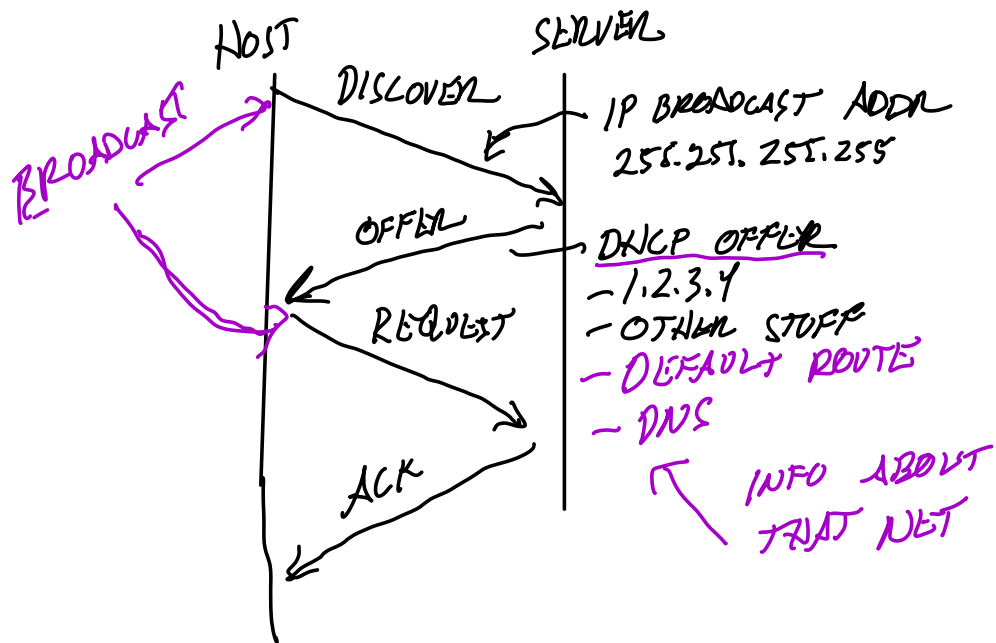 HOST
SERVER
DISCOVER
BROADCAST
IP BROADCAST ADDR
255.255.255.255
OFFER
DHCP OFFER
- 1.2.3.4
- OTHER STUFF
- DEFAULT ROUTE
- DNS
REQUEST
INFO ABOUT
THAT NET
ACK